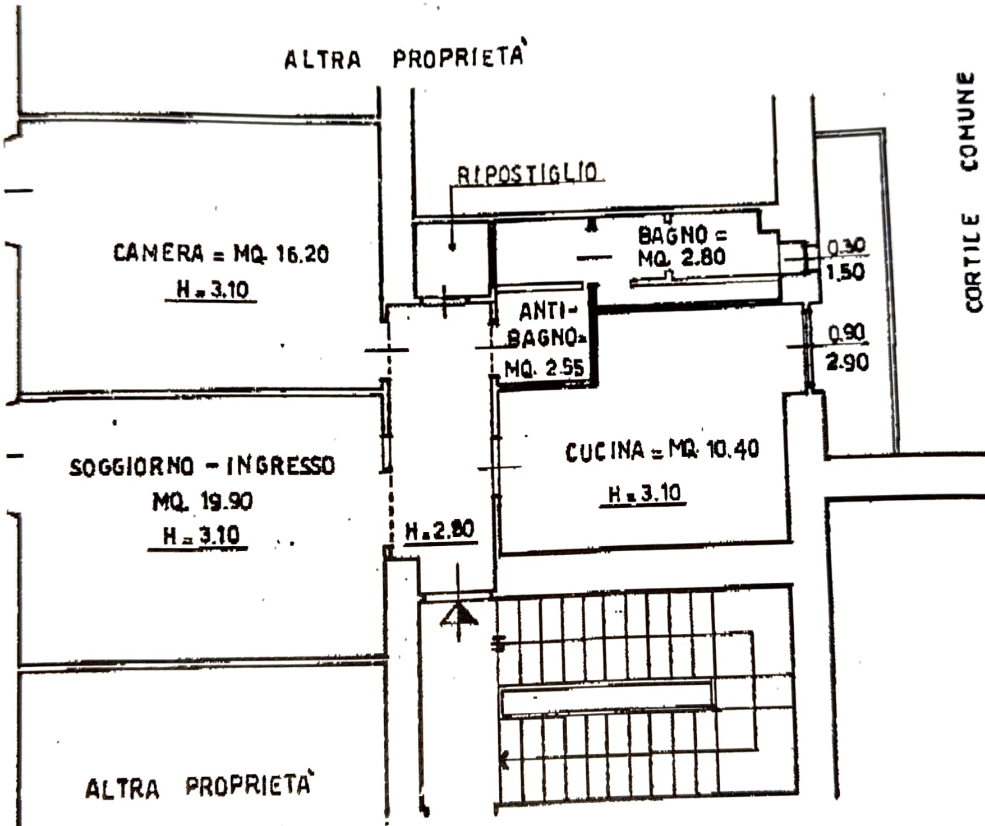 ALTRA PROPRIETÀ
CORTILE COMUNE
RIPOSTIGLIO
CAMERA = MQ. 16.20
H = 3.10
BAGNO =
MQ. 2.80
0.30
1.50
ANTI-
BAGNO=
MQ. 2.55
0.90
2.90
SOGGIORNO - INGRESSO
MQ. 19.90
H = 3.10
CUCINA = MQ. 10.40
H = 3.10
H = 2.80
ALTRA PROPRIETÀ